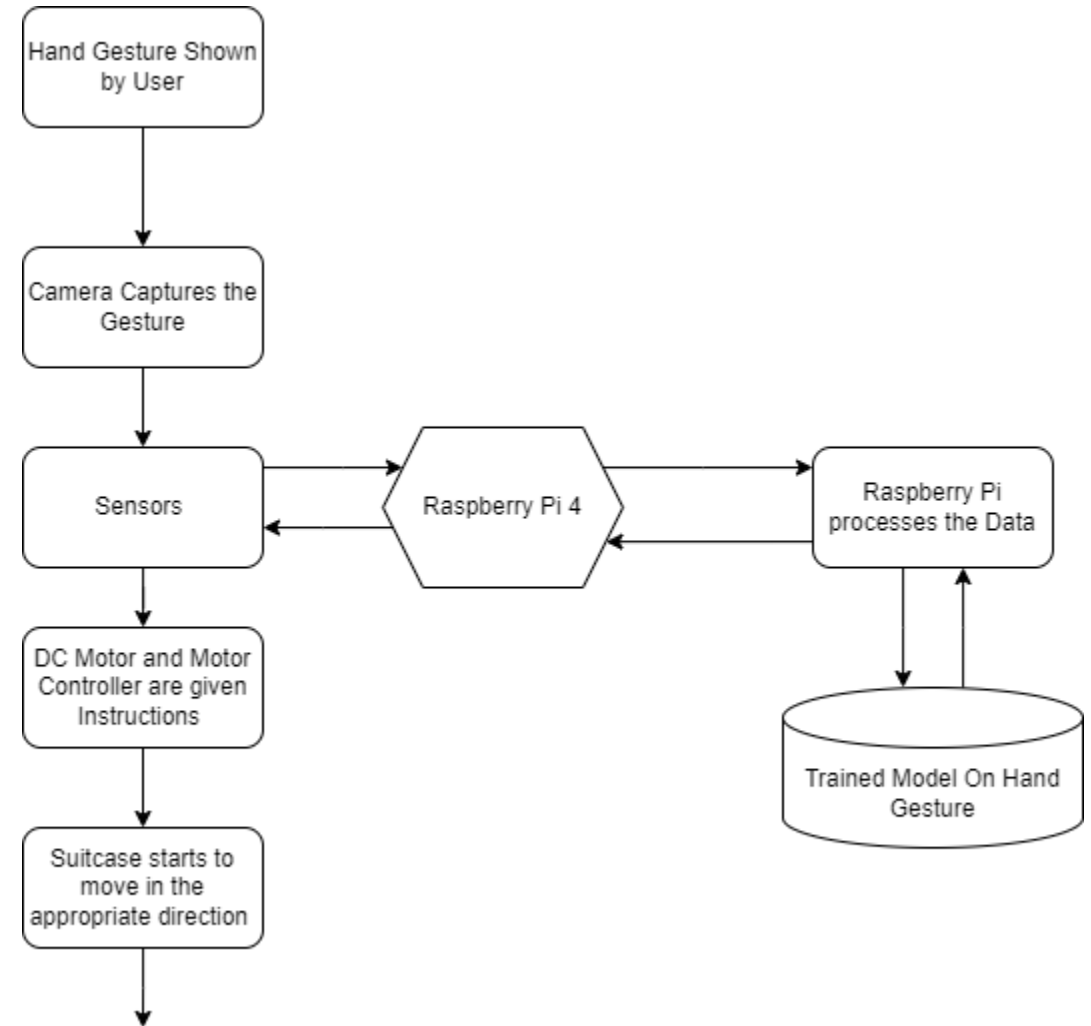 Hand Gesture Shown
by User
Camera Captures the
Gesture
Sensors
Raspberry Pi 4
Raspberry Pi
processes the Data
DC Motor and Motor
Controller are given
Instructions
Trained Model On Hand
Gesture
Suitcase starts to
move in the
appropriate direction